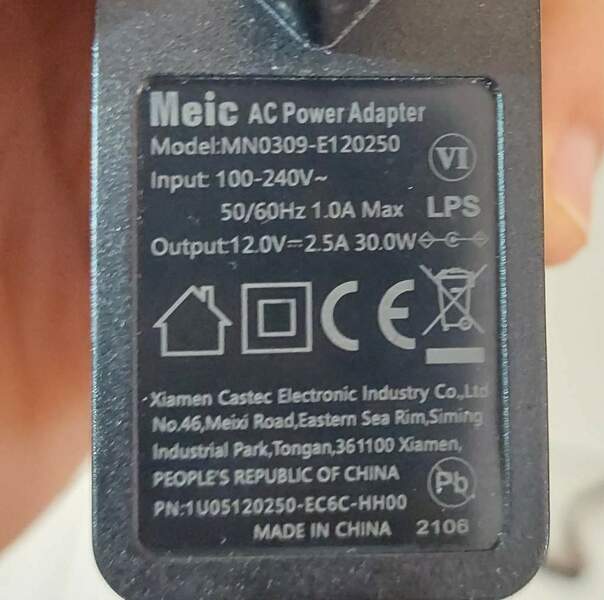 Meic AC Power Adapter
Model:MN0309-E120250
VI
Input: 100-240V~
50/60Hz 1.0A Max LPS
Output:12.0V⎓2.5A 30.0W
CE
Xiamen Castec Electronic Industry Co.,Ltd
No.46,Meixi Road,Eastern Sea Rim,Siming
Industrial Park,Tongan,361100 Xiamen,
PEOPLE'S REPUBLIC OF CHINA
Pb
PN:1U05120250-EC6C-HH00
MADE IN CHINA 2106